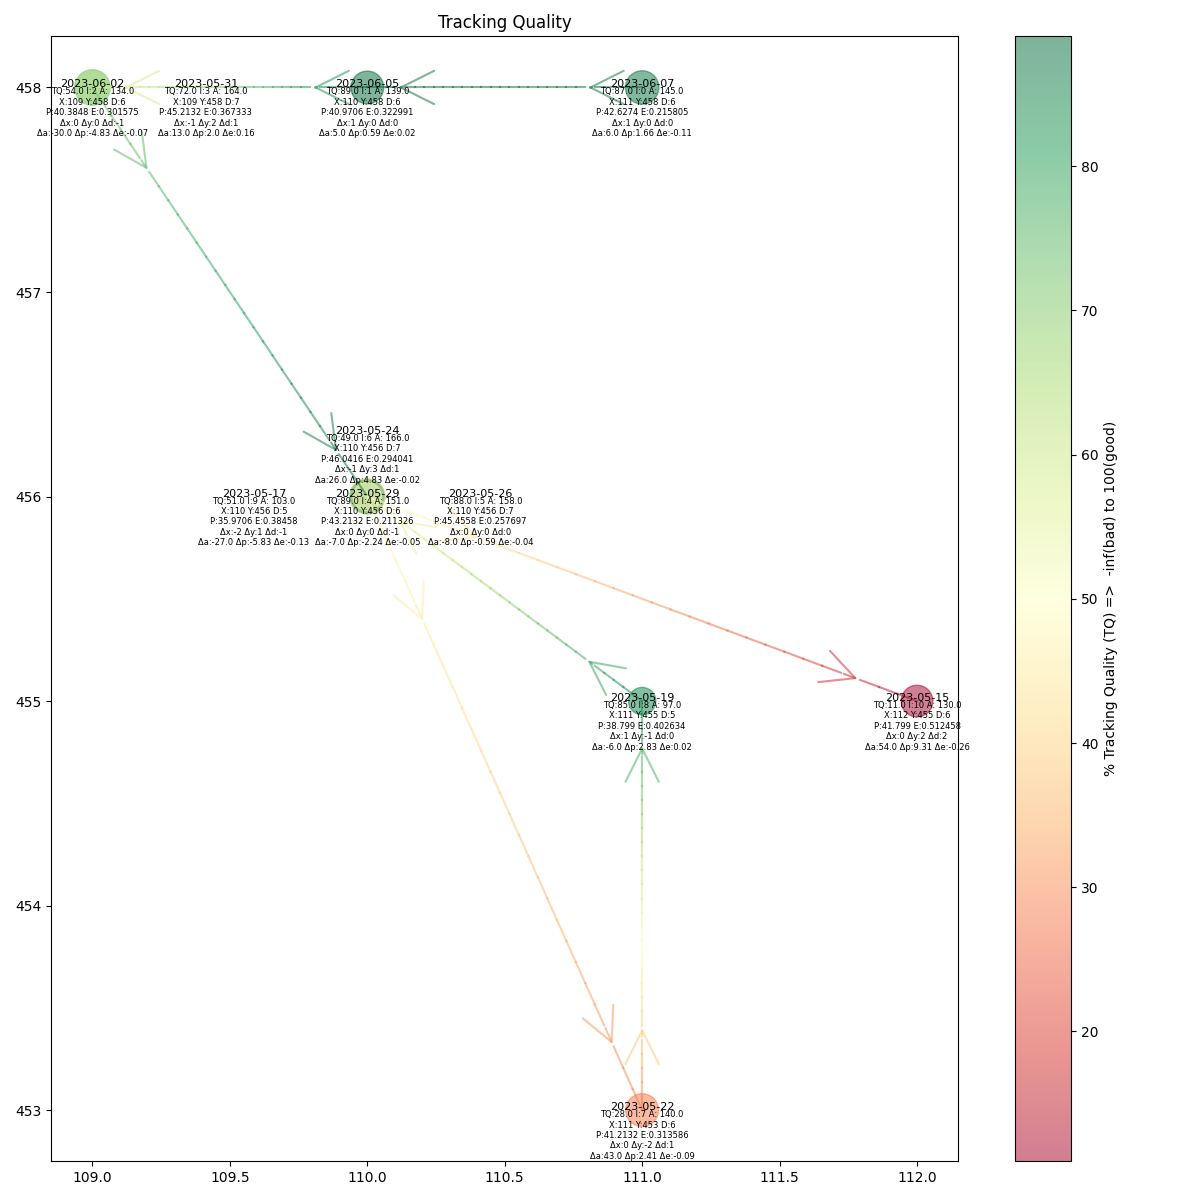 Tracking Quality
458
457
456
455
454
453
109.0
109.5
110.0
110.5
111.0
111.5
112.0
2023-06-02
TQ:54.0 I:2 A: 134.0
X:109 Y:458 D:6
P:40.3848 E:0.301575
Δx:0 Δy:0 Δd:-1
Δa:-30.0 Δp:-4.83 Δe:-0.07
2023-05-31
TQ:72.0 I:3 A: 164.0
X:109 Y:458 D:7
P:45.2132 E:0.367333
Δx:-1 Δy:2 Δd:1
Δa:13.0 Δp:2.0 Δe:0.16
2023-06-05
TQ:89.0 I:1 A: 139.0
X:110 Y:458 D:6
P:40.9706 E:0.322991
Δx:1 Δy:0 Δd:0
Δa:5.0 Δp:0.59 Δe:0.02
2023-06-07
TQ:87.0 I:0 A: 145.0
X:111 Y:458 D:6
P:42.6274 E:0.215805
Δx:1 Δy:0 Δd:0
Δa:6.0 Δp:1.66 Δe:-0.11
2023-05-24
TQ:49.0 I:6 A: 166.0
X:110 Y:456 D:7
P:46.0416 E:0.294041
Δx:-1 Δy:3 Δd:1
Δa:26.0 Δp:4.83 Δe:-0.02
2023-05-17
TQ:51.0 I:9 A: 103.0
X:110 Y:456 D:5
P:35.9706 E:0.38458
Δx:-2 Δy:1 Δd:-1
Δa:-27.0 Δp:-5.83 Δe:-0.13
2023-05-29
TQ:89.0 I:4 A: 151.0
X:110 Y:456 D:6
P:43.2132 E:0.211326
Δx:0 Δy:0 Δd:-1
Δa:-7.0 Δp:-2.24 Δe:-0.05
2023-05-26
TQ:88.0 I:5 A: 158.0
X:110 Y:456 D:7
P:45.4558 E:0.257697
Δx:0 Δy:0 Δd:0
Δa:-8.0 Δp:-0.59 Δe:-0.04
2023-05-19
TQ:85.0 I:8 A: 97.0
X:111 Y:455 D:5
P:38.799 E:0.402634
Δx:1 Δy:-1 Δd:0
Δa:-6.0 Δp:2.83 Δe:0.02
2023-05-15
TQ:11.0 I:10 A: 130.0
X:112 Y:455 D:6
P:41.799 E:0.512458
Δx:0 Δy:2 Δd:2
Δa:54.0 Δp:9.31 Δe:-0.26
2023-05-22
TQ:28.0 I:7 A: 140.0
X:111 Y:453 D:6
P:41.2132 E:0.313586
Δx:0 Δy:-2 Δd:1
Δa:43.0 Δp:2.41 Δe:-0.09
80
70
60
50
40
30
20
% Tracking Quality (TQ) => -inf(bad) to 100(good)